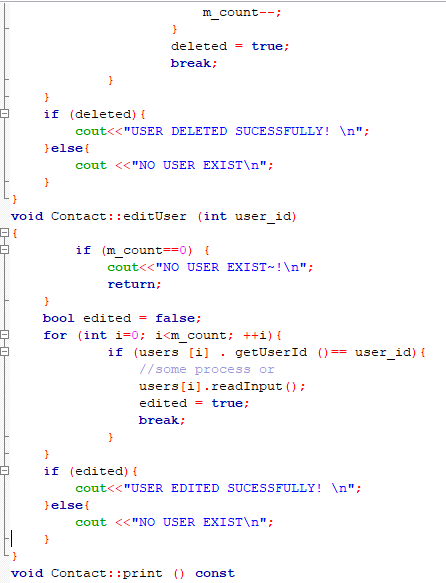 m_count--;
}
deleted = true;
break;
}
}
if (deleted){
cout<<"USER DELETED SUCESSFULLY! \n";
}else{
cout <<"NO USER EXIST\n";
}
}
void Contact::editUser (int user_id)
{
if (m_count==0) {
cout<<"NO USER EXIST~!\n";
return;
}
bool edited = false;
for (int i=0; i<m_count; ++i){
if (users [i] . getUserId ()== user_id){
//some process or
users[i].readInput();
edited = true;
break;
}
}
if (edited){
cout<<"USER EDITED SUCESSFULLY! \n";
}else{
cout <<"NO USER EXIST\n";
}
}
void Contact::print () const